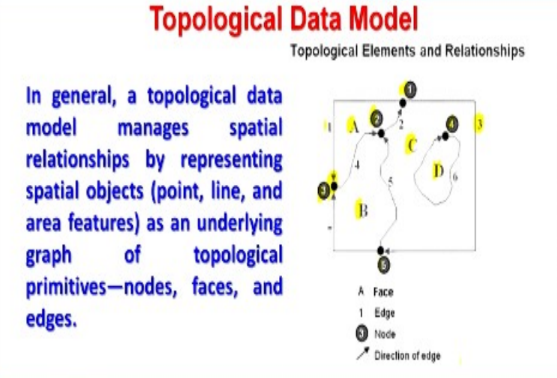 Topological Data Model
Topological Elements and Relationships
In general, a topological data
model manages spatial
relationships by representing
spatial objects (point, line, and
area features) as an underlying
graph of topological
primitives—nodes, faces, and
edges.
1
2
4
1 A 2 3
C
4 D
3 5 6
B
5
A Face
1 Edge
3 Node
Direction of edge